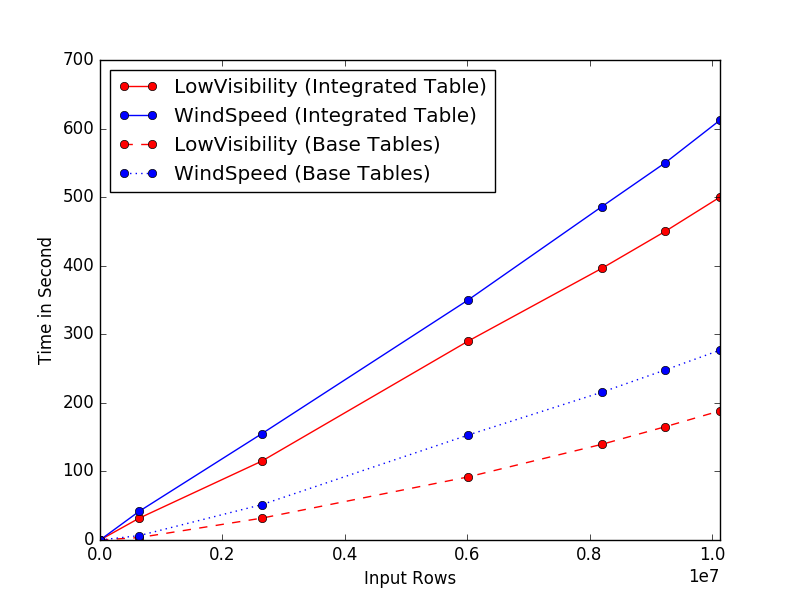 700
600
500
400
300
200
100
0
Time in Second
LowVisibility (Integrated Table)
WindSpeed (Integrated Table)
LowVisibility (Base Tables)
WindSpeed (Base Tables)
0.0 0.2 0.4 0.6 0.8 1.0
1e7
Input Rows